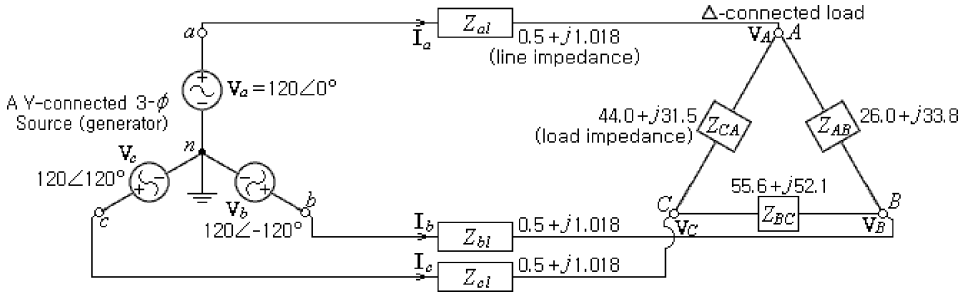 Δ-connected load
a
I_a
Z_al
0.5+j1.018
(line impedance)
V_A
A
V_a=120∠0°
A Y-connected 3-ϕ
Source (generator)
44.0+j31.5
(load impedance)
Z_CA
Z_AB
26.0+j33.8
n
V_c
120∠120°
V_b
120∠-120°
c
b
55.6+j52.1
C
V_C
Z_BC
B
V_B
I_b
Z_bl
0.5+j1.018
I_c
Z_cl
0.5+j1.018